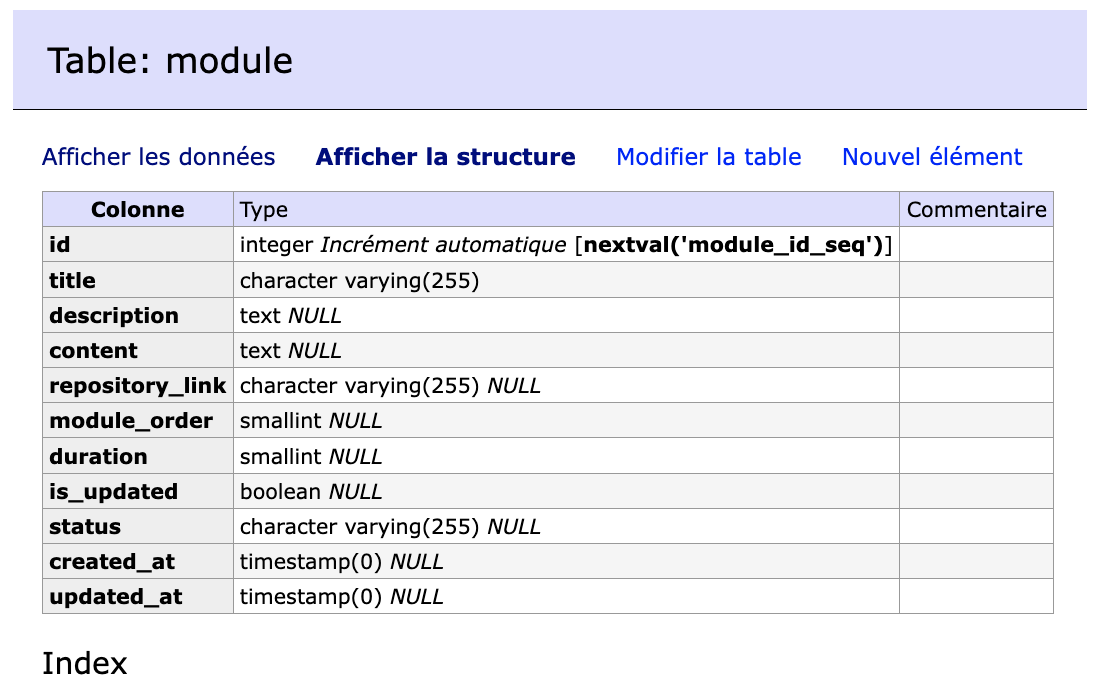 Table: module
Afficher les données Afficher la structure Modifier la table Nouvel élément
Colonne Type Commentaire
id integer Incrément automatique [nextval('module_id_seq')]
title character varying(255)
description text NULL
content text NULL
repository_link character varying(255) NULL
module_order smallint NULL
duration smallint NULL
is_updated boolean NULL
status character varying(255) NULL
created_at timestamp(0) NULL
updated_at timestamp(0) NULL
Index